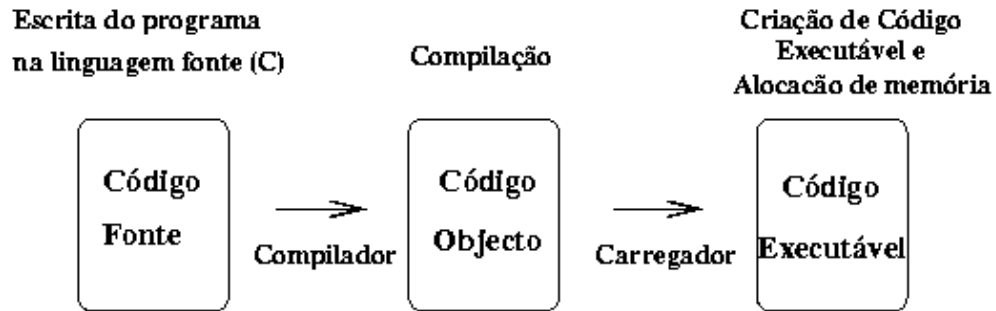 Escrita do programa
na linguagem fonte (C)
Compilação
Criação de Código
Executável e
Alocacão de memória
Código
Fonte
Compilador
Código
Objecto
Carregador
Código
Executável